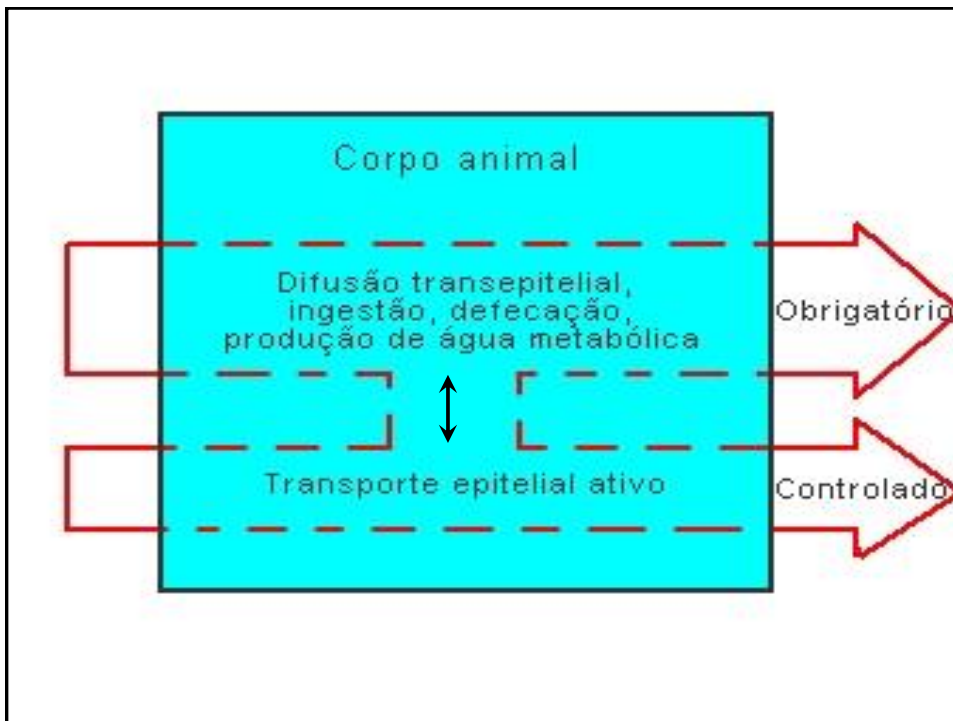 Corpo animal
Difusão transepitelial,
ingestão, defecação,
produção de água metabólica
Obrigatório
Transporte epitelial ativo
Controlado